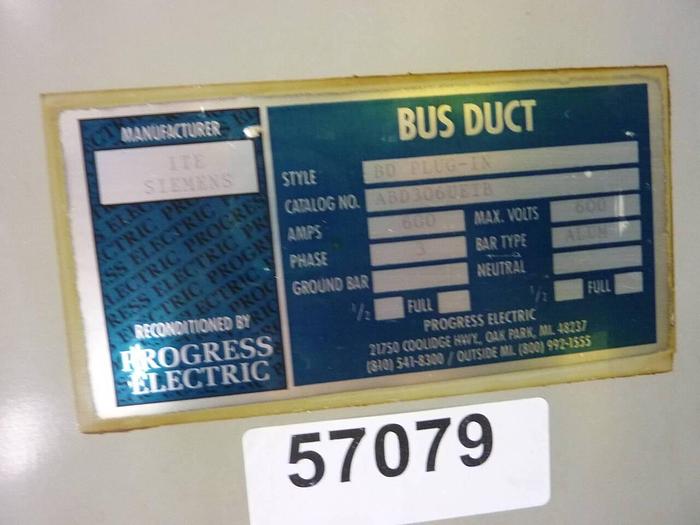 MANUFACTURER
ITE
SIEMENS
RECONDITIONED BY
PROGRESS
ELECTRIC
BUS DUCT
STYLE BD PLUG-IN
CATALOG NO. ABD306UETB
AMPS 600 MAX. VOLTS 600
PHASE 3 BAR TYPE ALUM
GROUND BAR NEUTRAL
1/2 FULL 1/2 FULL
PROGRESS ELECTRIC
21750 COOLIDGE HWY., OAK PARK, MI. 48237
(810) 541-8300 / OUTSIDE MI. (800) 992-1555
57079